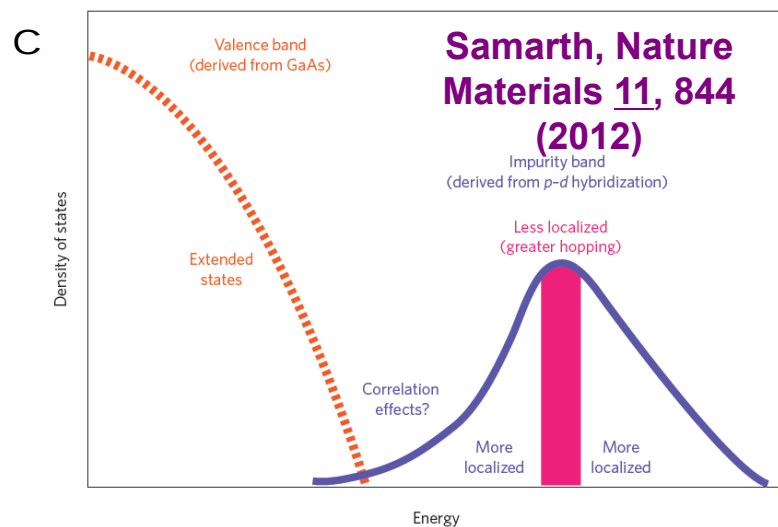 C
Valence band
(derived from GaAs)
Samarth, Nature
Materials 11, 844
(2012)
Impurity band
(derived from p–d hybridization)
Less localized
(greater hopping)
Extended
states
Density of states
Correlation
effects?
More
localized
More
localized
Energy